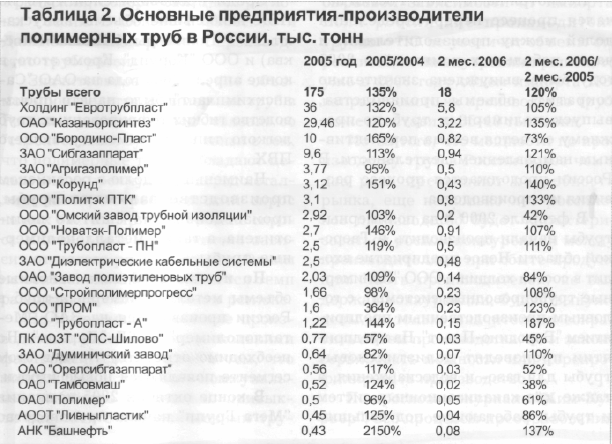 Таблица 2. Основные предприятия-производители
полимерных труб в России, тыс. тонн
2005 год 2005/2004 2 мес. 2006 2 мес. 2006/
2 мес. 2005
Трубы всего 175 135% 18 120%
Холдинг "Евротрубпласт" 36 132% 5,8 105%
ОАО "Казаньоргсинтез" 29,46 120% 3,22 135%
ООО "Бородино-Пласт" 10 165% 0,82 73%
ЗАО "Сибгазаппарат" 9,6 113% 0,94 121%
ЗАО "Агригазполимер" 3,77 95% 0,5 110%
ООО "Корунд" 3,12 151% 0,43 140%
ООО "Политэк ПТК" 3,1 0,8 133%
ООО "Омский завод трубной изоляции" 2,92 103% 0,2 42%
ООО "Новатэк-Полимер" 2,7 146% 0,91 107%
ООО "Трубопласт - ПН" 2,5 119% 0,5 111%
ЗАО "Диэлектрические кабельные системы" 2,5 0,48
ОАО "Завод полиэтиленовых труб" 2,03 109% 0,14 84%
ООО "Стройполимерпрогресс" 1,66 98% 0,23 108%
ООО "ПРОМ" 1,6 364% 0,23 123%
ООО "Трубопласт - А" 1,22 144% 0,15 187%
ПК АОЗТ "ОПС-Шилово" 0,77 57% 0,03 45%
ЗАО "Думиничский завод" 0,64 82% 0,07 110%
ОАО "Орелсибгазаппарат" 0,56 117% 0,03 52%
ОАО "Тамбовмаш" 0,52 124% 0,02 38%
ОАО "Полимер" 0,5 96% 0,05 61%
АООТ "Ливныпластик" 0,45 125% 0,04 86%
АНК "Башнефть" 0,43 2150% 0,08 137%